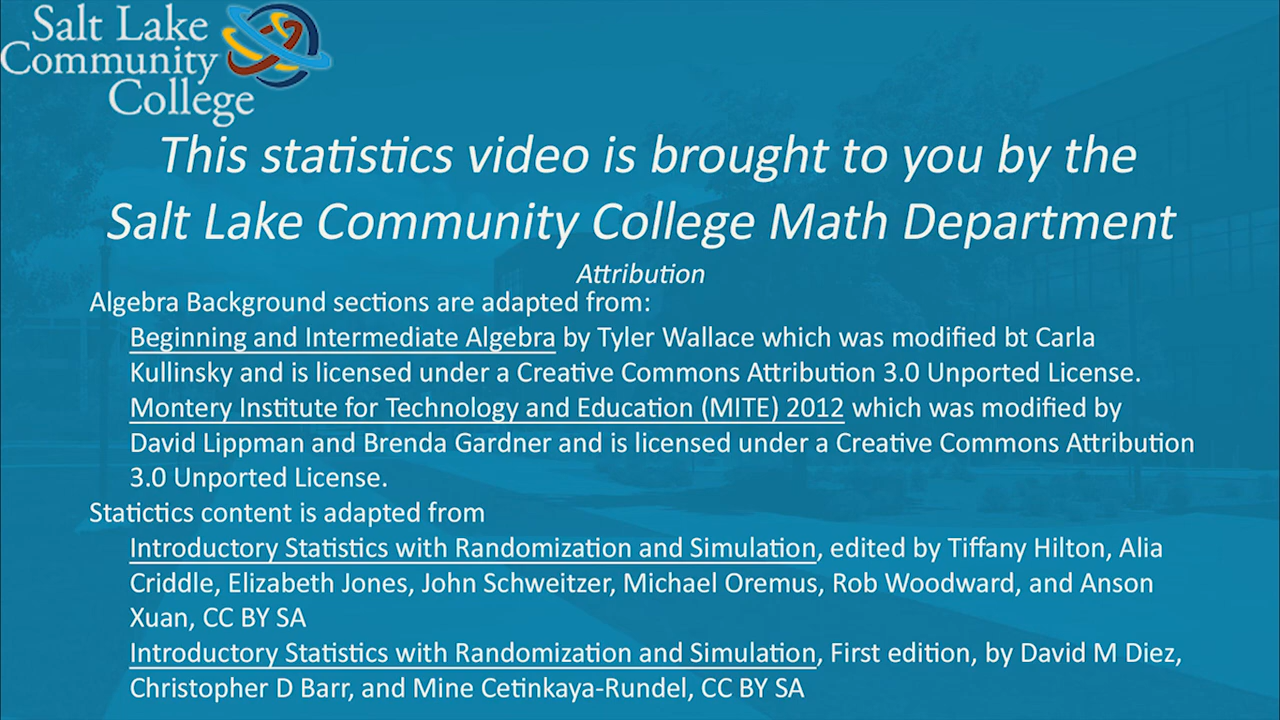 Salt Lake
Community
College
This statistics video is brought to you by the
Salt Lake Community College Math Department
Attribution
Algebra Background sections are adapted from:
Beginning and Intermediate Algebra by Tyler Wallace which was modified bt Carla
Kullinsky and is licensed under a Creative Commons Attribution 3.0 Unported License.
Montery Institute for Technology and Education (MITE) 2012 which was modified by
David Lippman and Brenda Gardner and is licensed under a Creative Commons Attribution
3.0 Unported License.
Statictics content is adapted from
Introductory Statistics with Randomization and Simulation, edited by Tiffany Hilton, Alia
Criddle, Elizabeth Jones, John Schweitzer, Michael Oremus, Rob Woodward, and Anson
Xuan, CC BY SA
Introductory Statistics with Randomization and Simulation, First edition, by David M Diez,
Christopher D Barr, and Mine Cetinkaya-Rundel, CC BY SA